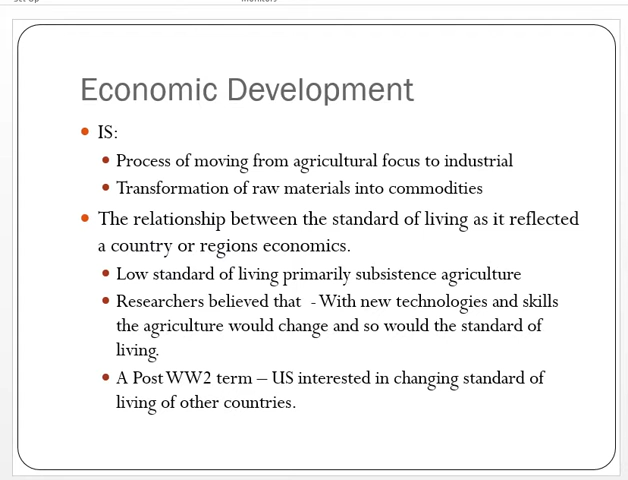 Economic Development
• IS:
• Process of moving from agricultural focus to industrial
• Transformation of raw materials into commodities
• The relationship between the standard of living as it reflected
a country or regions economics.
• Low standard of living primarily subsistence agriculture
• Researchers believed that - With new technologies and skills
the agriculture would change and so would the standard of
living.
• A Post WW2 term – US interested in changing standard of
living of other countries.